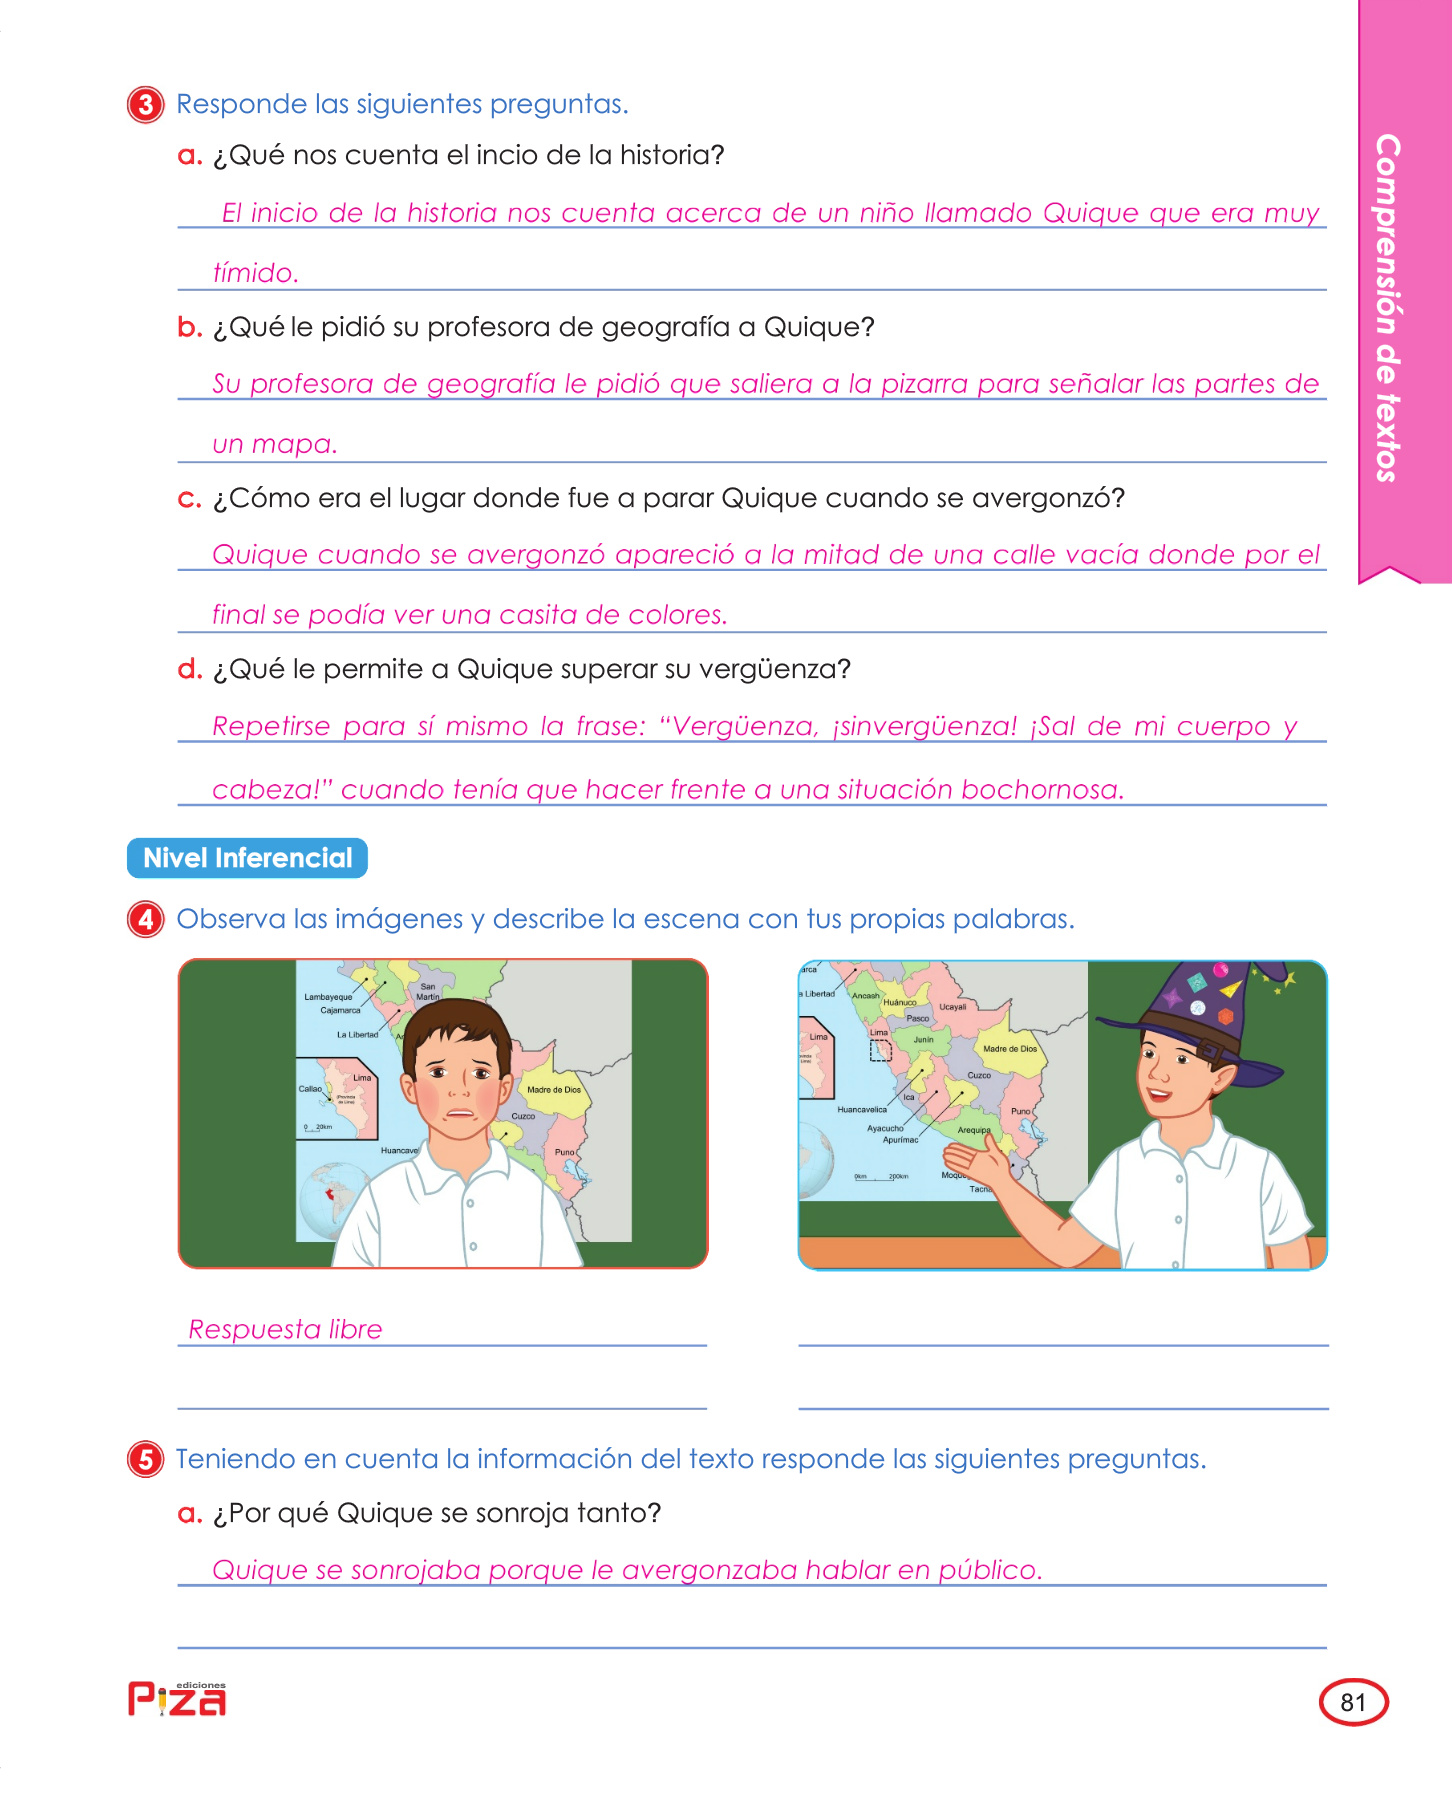 Comprensión de textos
3 Responde las siguientes preguntas.
a. ¿Qué nos cuenta el incio de la historia?
El inicio de la historia nos cuenta acerca de un niño llamado Quique que era muy
tímido.
b. ¿Qué le pidió su profesora de geografía a Quique?
Su profesora de geografía le pidió que saliera a la pizarra para señalar las partes de
un mapa.
c. ¿Cómo era el lugar donde fue a parar Quique cuando se avergonzó?
Quique cuando se avergonzó apareció a la mitad de una calle vacía donde por el
final se podía ver una casita de colores.
d. ¿Qué le permite a Quique superar su vergüenza?
Repetirse para sí mismo la frase: “Vergüenza, ¡sinvergüenza! ¡Sal de mi cuerpo y
cabeza!” cuando tenía que hacer frente a una situación bochornosa.
Nivel Inferencial
4 Observa las imágenes y describe la escena con tus propias palabras.
San
Martín
Lambayeque
Cajamarca
La Libertad
Lima
Callao
(Provincia
de Lima)
0 20km
Madre de Dios
Cuzco
Huancave
Puno
arca
a Libertad
Ancash
Huánuco
Ucayali
Pasco
Lima
Lima
Junín
Madre de Dios
Cuzco
Ica
Huancavelica
Puno
Ayacucho
Arequipa
Apurímac
0km 200km
Moqu
Tacna
Respuesta libre
5 Teniendo en cuenta la información del texto responde las siguientes preguntas.
a. ¿Por qué Quique se sonroja tanto?
Quique se sonrojaba porque le avergonzaba hablar en público.
ediciones
Piza
81